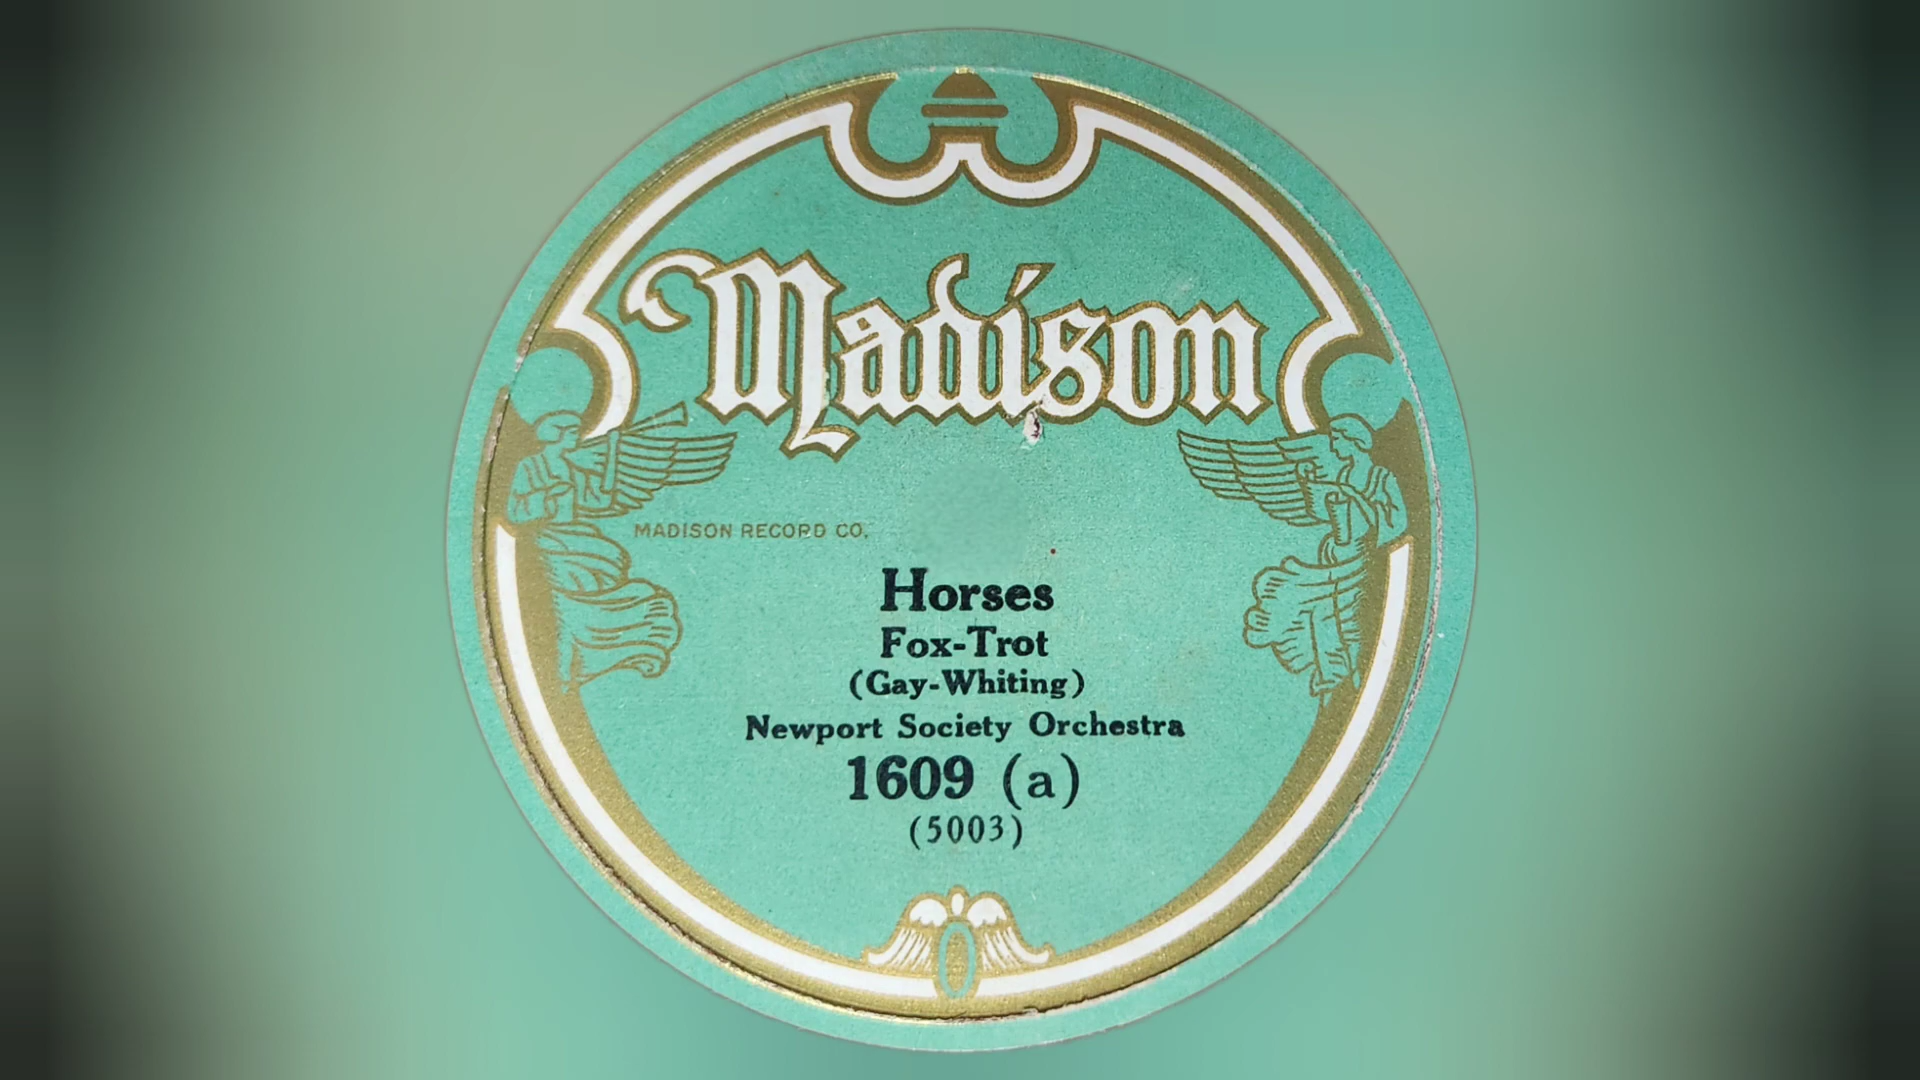 Madison
MADISON RECORD CO.
Horses
Fox-Trot
(Gay-Whiting)
Newport Society Orchestra
1609 (a)
(5003)